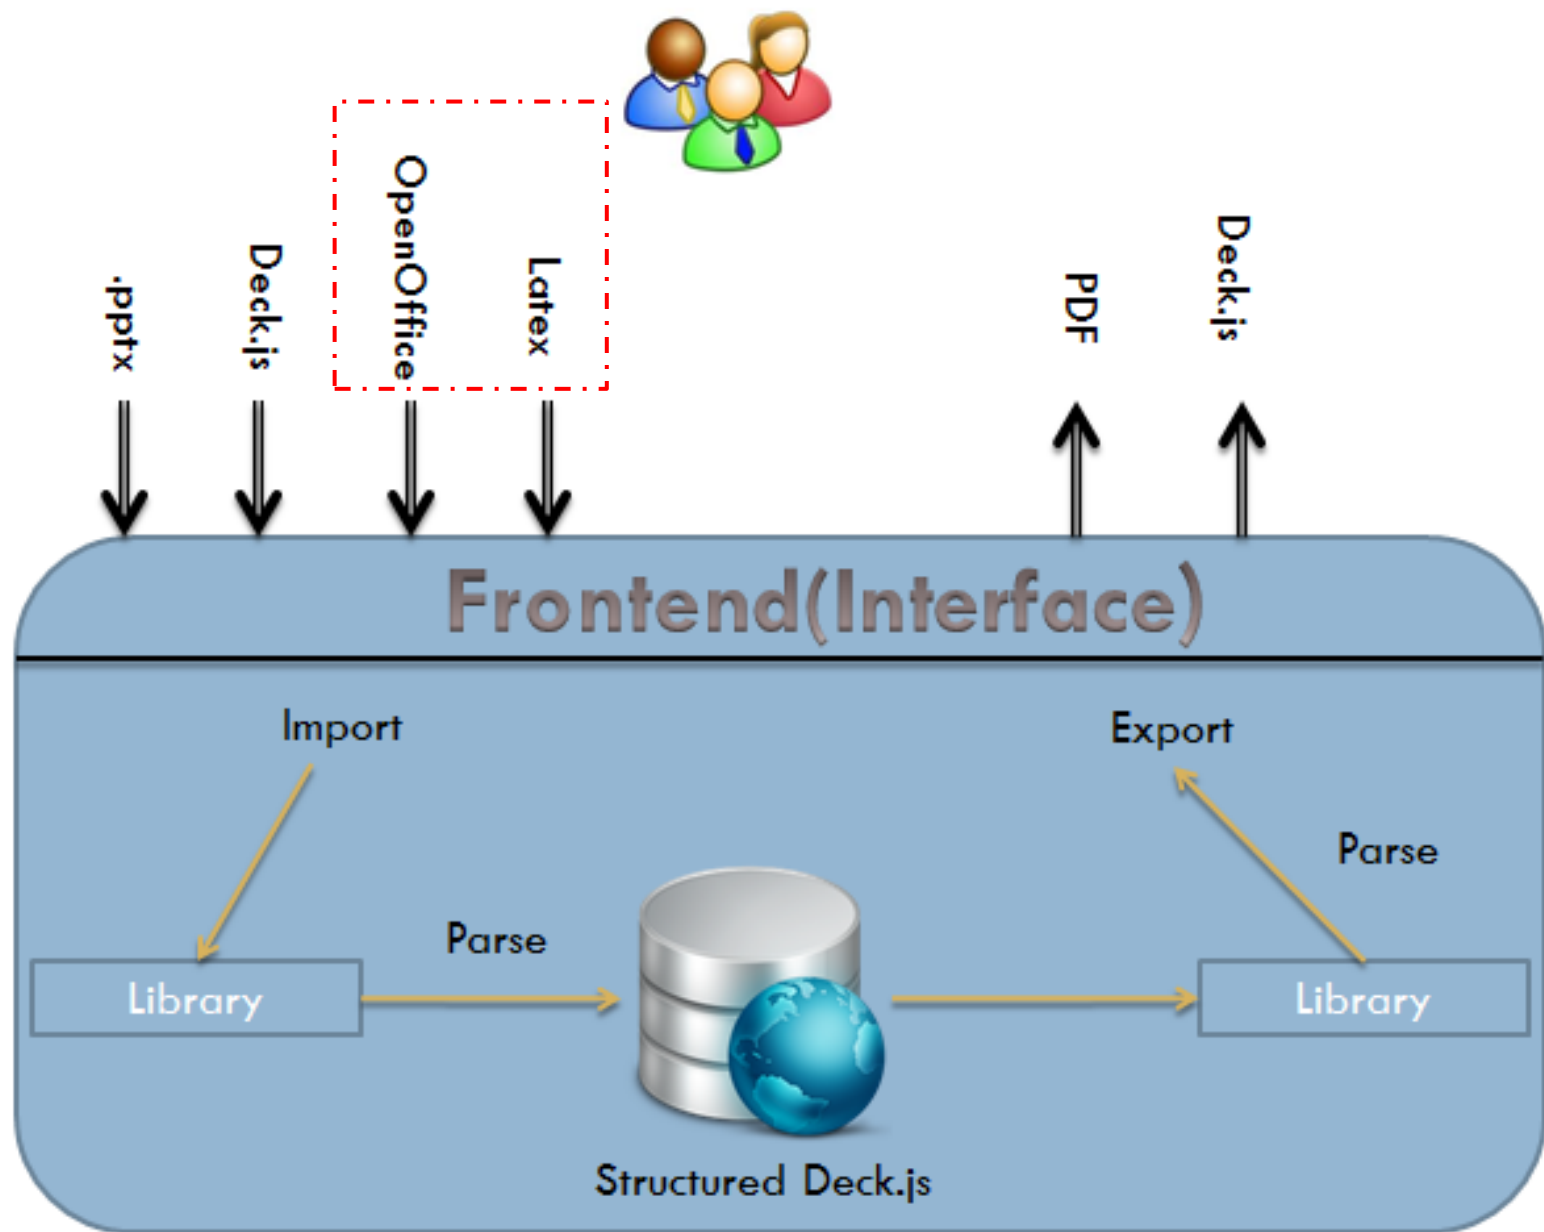 .pptx
Deck.js
OpenOffice
Latex
PDF
Deck.js
Frontend(Interface)
Import
Export
Parse
Parse
Library
Library
Structured Deck.js